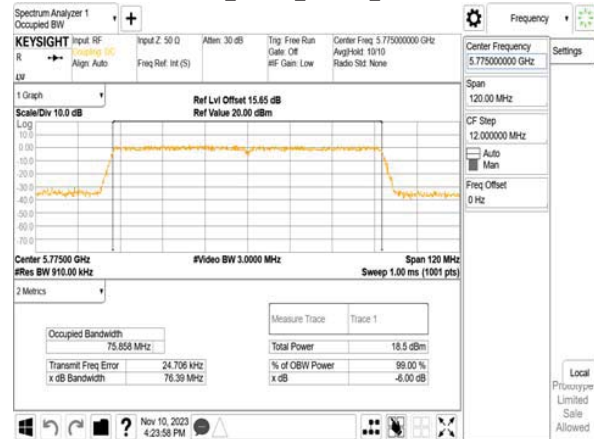 Spectrum Analyzer 1
Occupied BW
KEYSIGHT
R
LM
Input: RF
Coupling: DC
Align: Auto
Input Z: 50 Ω
Freq Ref: Int (S)
Atten: 30 dB
Trig: Free Run
Gate: Off
#IF Gain: Low
Center Freq: 5.775000000 GHz
Avg|Hold: 10/10
Radio Std: None
1 Graph
Scale/Div 10.0 dB
Ref Lvl Offset 15.65 dB
Ref Value 20.00 dBm
Log
10.0
0.00
-10.0
-20.0
-30.0
-40.0
-50.0
-60.0
-70.0
Center 5.77500 GHz
#Res BW 910.00 kHz
#Video BW 3.0000 MHz
Span 120 MHz
Sweep 1.00 ms (1001 pts)
2 Metrics
Measure Trace Trace 1
Occupied Bandwidth
75.858 MHz
Total Power 18.5 dBm
Transmit Freq Error 24.706 kHz
% of OBW Power 99.00 %
x dB Bandwidth 76.39 MHz
x dB -6.00 dB
Nov 10, 2023
4:23:58 PM
Frequency
Center Frequency
5.775000000 GHz
Settings
Span
120.00 MHz
CF Step
12.000000 MHz
Auto
Man
Freq Offset
0 Hz
Local
Prototype
Limited
Sale
Allowed